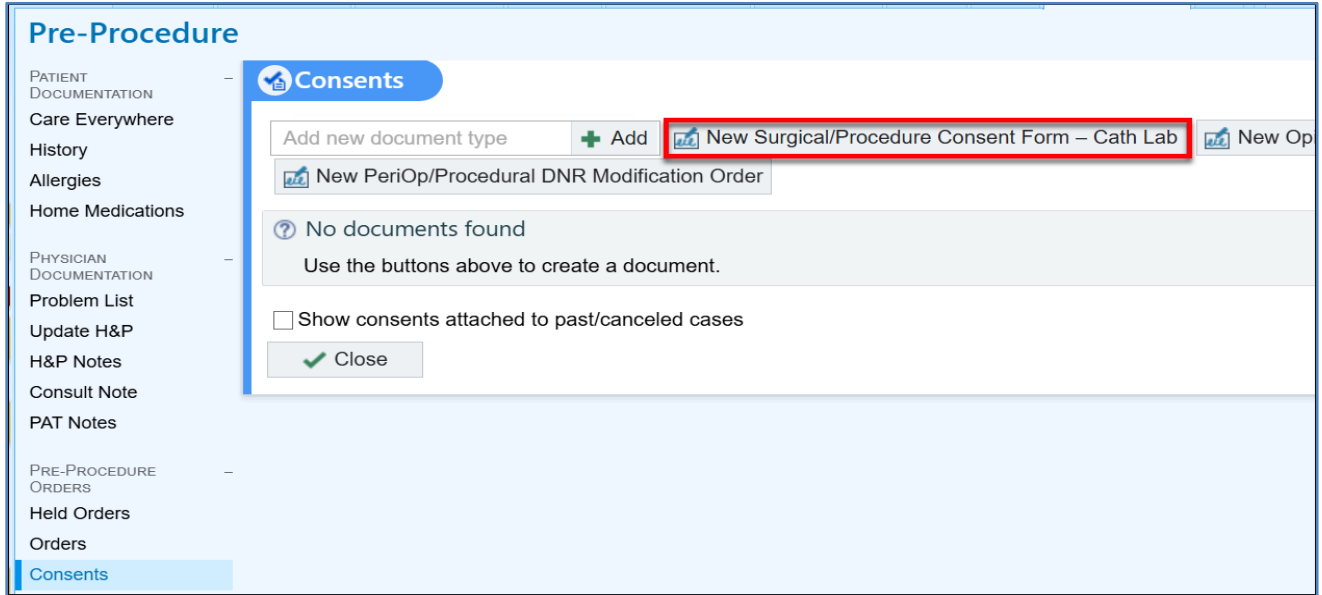 Pre-Procedure
PATIENT
DOCUMENTATION
Care Everywhere
History
Allergies
Home Medications
PHYSICIAN
DOCUMENTATION
Problem List
Update H&P
H&P Notes
Consult Note
PAT Notes
PRE-PROCEDURE
ORDERS
Held Orders
Orders
Consents
Consents
Add new document type Add New Surgical/Procedure Consent Form – Cath Lab New Opi
New PeriOp/Procedural DNR Modification Order
No documents found
Use the buttons above to create a document.
Show consents attached to past/canceled cases
Close